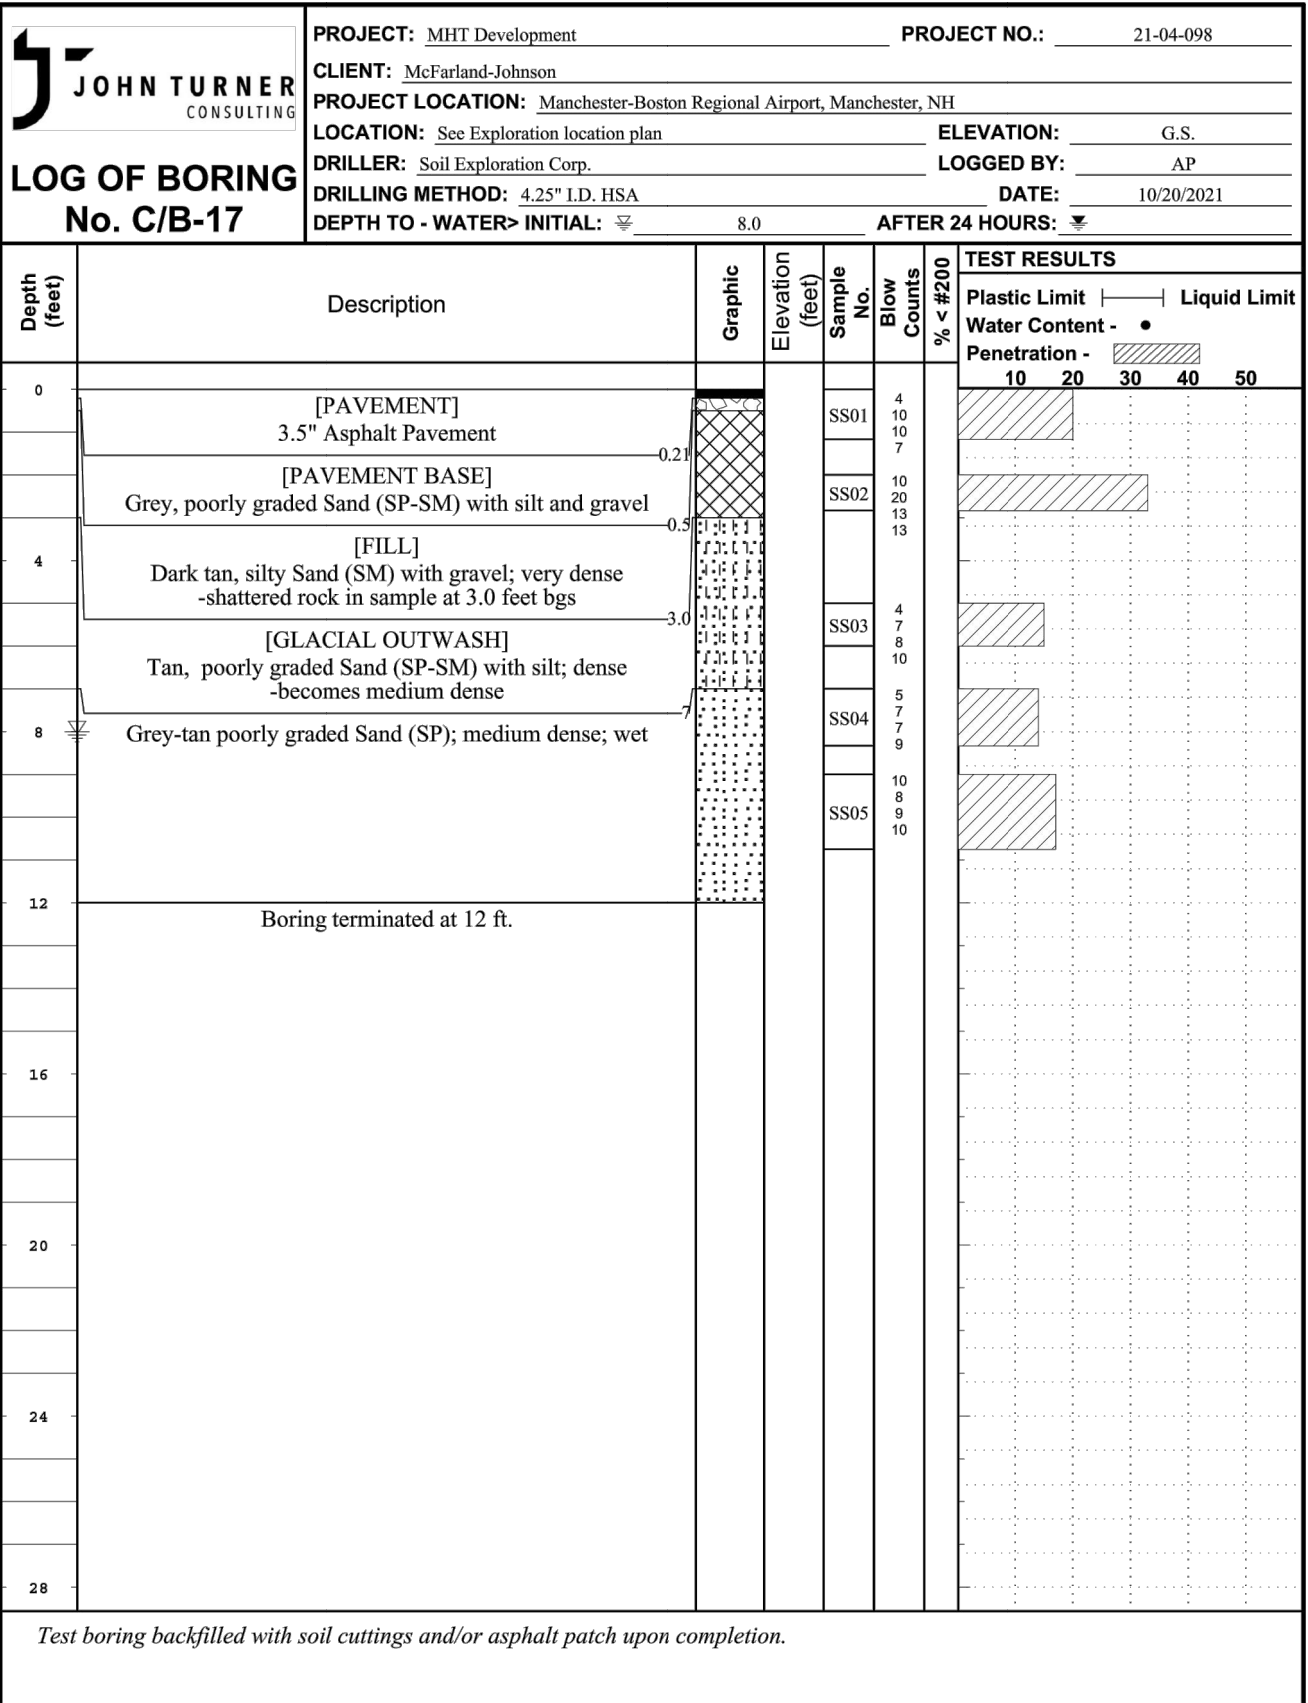 JOHN TURNER
CONSULTING
LOG OF BORING
No. C/B-17
PROJECT: MHT Development PROJECT NO.: 21-04-098
CLIENT: McFarland-Johnson
PROJECT LOCATION: Manchester-Boston Regional Airport, Manchester, NH
LOCATION: See Exploration location plan ELEVATION: G.S.
DRILLER: Soil Exploration Corp. LOGGED BY: AP
DRILLING METHOD: 4.25" I.D. HSA DATE: 10/20/2021
DEPTH TO - WATER> INITIAL: 8.0 AFTER 24 HOURS:
Depth
(feet)
Description
Graphic
Elevation
(feet)
Sample
No.
Blow
Counts
% < #200
TEST RESULTS
Plastic Limit Liquid Limit
Water Content - ●
Penetration -
10 20 30 40 50
0
[PAVEMENT]
3.5" Asphalt Pavement
0.21
[PAVEMENT BASE]
Grey, poorly graded Sand (SP-SM) with silt and gravel
0.5
[FILL]
4
Dark tan, silty Sand (SM) with gravel; very dense
-shattered rock in sample at 3.0 feet bgs
3.0
[GLACIAL OUTWASH]
Tan, poorly graded Sand (SP-SM) with silt; dense
-becomes medium dense
7
8
Grey-tan poorly graded Sand (SP); medium dense; wet
12
Boring terminated at 12 ft.
SS01
4
10
10
7
SS02
10
20
13
13
SS03
4
7
8
10
SS04
5
7
7
9
SS05
10
8
9
10
16
20
24
28
Test boring backfilled with soil cuttings and/or asphalt patch upon completion.